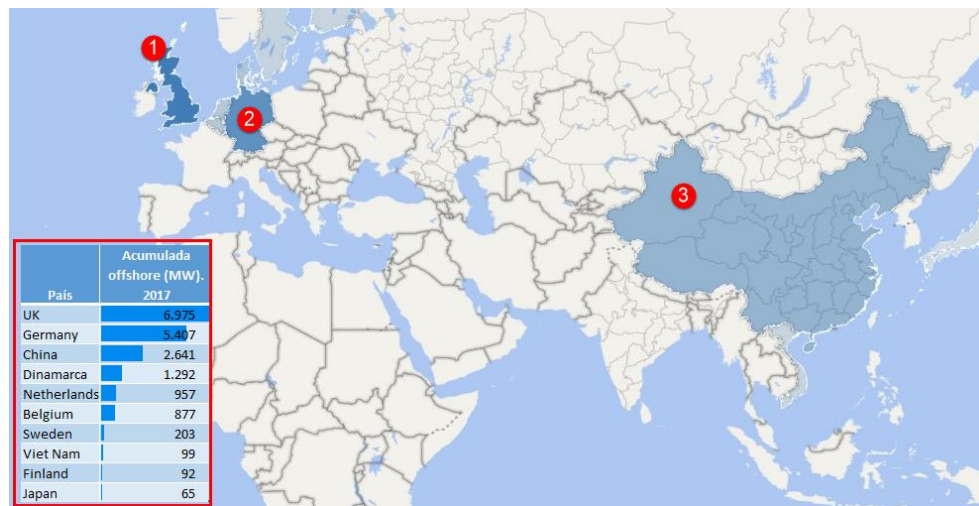 1
2
3
País Acumulada offshore (MW). 2017
UK 6.975
Germany 5.407
China 2.641
Dinamarca 1.292
Netherlands 957
Belgium 877
Sweden 203
Viet Nam 99
Finland 92
Japan 65